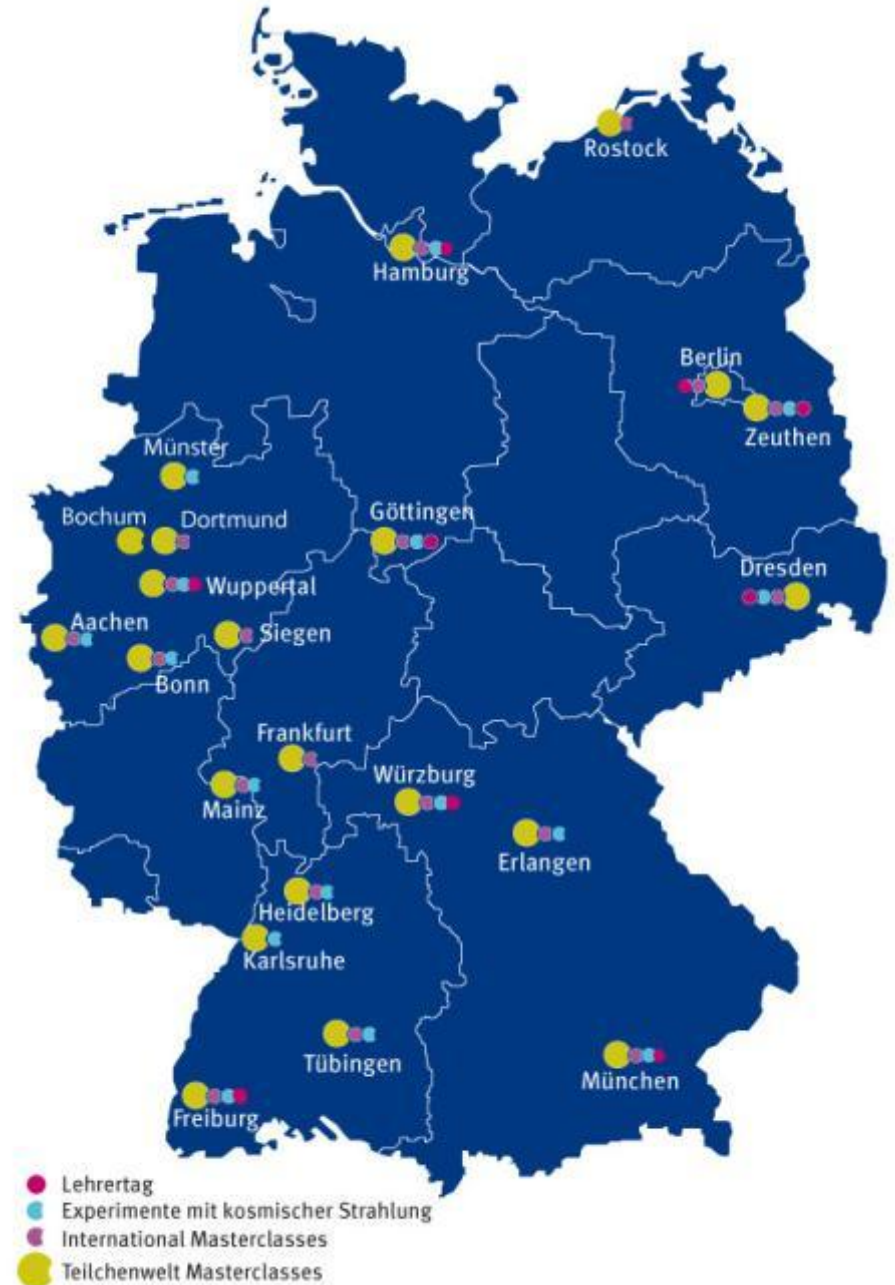 Rostock
Hamburg
Berlin
Zeuthen
Münster
Bochum
Dortmund
Göttingen
Wuppertal
Dresden
Aachen
Siegen
Bonn
Frankfurt
Mainz
Würzburg
Erlangen
Heidelberg
Karlsruhe
Tübingen
München
Freiburg
Lehrertag
Experimente mit kosmischer Strahlung
International Masterclasses
Teilchenwelt Masterclasses